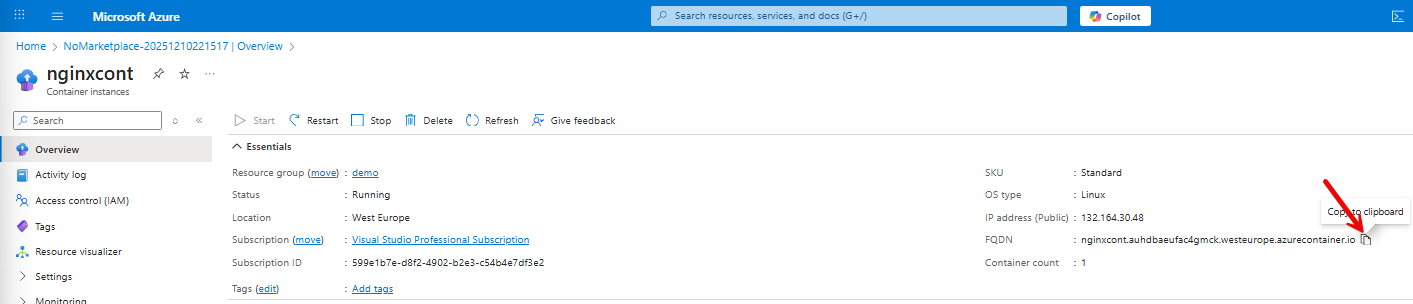 Microsoft Azure
Search resources, services, and docs (G+/)
Copilot
Home > NoMarketplace-20251210221517 | Overview >
nginxcont
Container instances
Search
Start Restart Stop Delete Refresh Give feedback
Overview
Activity log
Access control (IAM)
Tags
Resource visualizer
Settings
Monitoring
Essentials
Resource group (move) : demo
Status : Running
Location : West Europe
Subscription (move) : Visual Studio Professional Subscription
Subscription ID : 599e1b7e-d8f2-4902-b2e3-c54b4e7df3e2
Tags (edit) : Add tags
SKU : Standard
OS type : Linux
IP address (Public) : 132.164.30.48
FQDN : nginxcont.auhdbaeufac4gmck.westeurope.azurecontainer.io
Container count : 1
Copy to clipboard